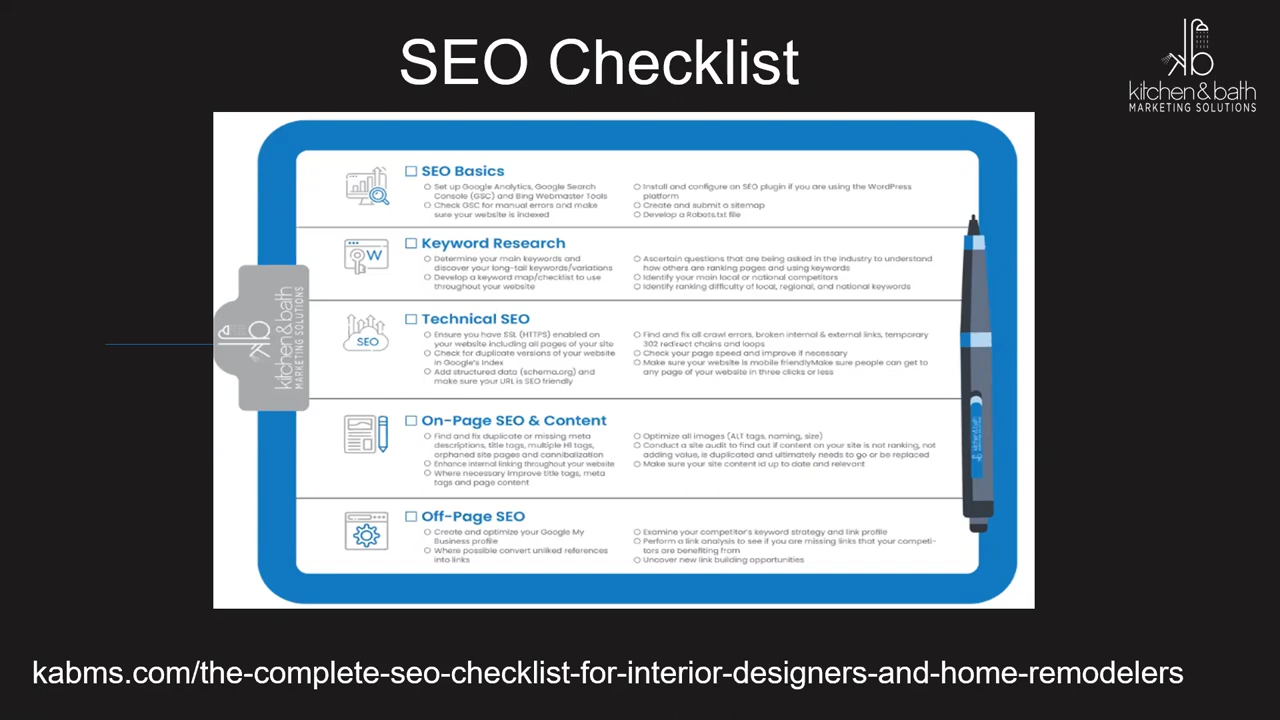 SEO Checklist
kitchen&bath
MARKETING SOLUTIONS
SEO Basics
Set up Google Analytics, Google Search
Console (GSC) and Bing Webmaster Tools
Check GSC for manual errors and make
sure your website is indexed
Install and configure an SEO plugin if you are using the WordPress
platform
Create and submit a sitemap
Develop a Robots.txt file
W
Keyword Research
Determine your main keywords and
discover your long-tail keywords/variations
Develop a keyword map/checklist to use
throughout your website
Ascertain questions that are being asked in the industry to understand
how others are ranking pages and using keywords
Identify your main local or national competitors
Identify ranking difficulty of local, regional, and national keywords
SEO
Technical SEO
Ensure you have SSL (HTTPS) enabled on
your website including all pages of your site
Check for duplicate versions of your website
in Google's Index
Add structured data (schema.org) and
make sure your URL is SEO friendly
Find and fix all crawl errors, broken internal & external links, temporary
302 redirect chains and loops
Check your page speed and improve if necessary
Make sure your website is mobile friendlyMake sure people can get to
any page of your website in three clicks or less
On-Page SEO & Content
Find and fix duplicate or missing meta
descriptions, title tags, multiple H1 tags,
orphaned site pages and cannibalization
Enhance internal linking throughout your website
Where necessary improve title tags, meta
tags and page content
Optimize all images (ALT tags, naming, size)
Conduct a site audit to find out if content on your site is not ranking, not
adding value, is duplicated and ultimately needs to go or be replaced
Make sure your site content id up to date and relevant
Off-Page SEO
Create and optimize your Google My
Business profile
Where possible convert unliked references
into links
Examine your competitor's keyword strategy and link profile
Perform a link analysis to see if you are missing links that your competi-
tors are benefiting from
Uncover new link building opportunities
kitchen&bath
MARKETING SOLUTIONS
kabms.com/the-complete-seo-checklist-for-interior-designers-and-home-remodelers